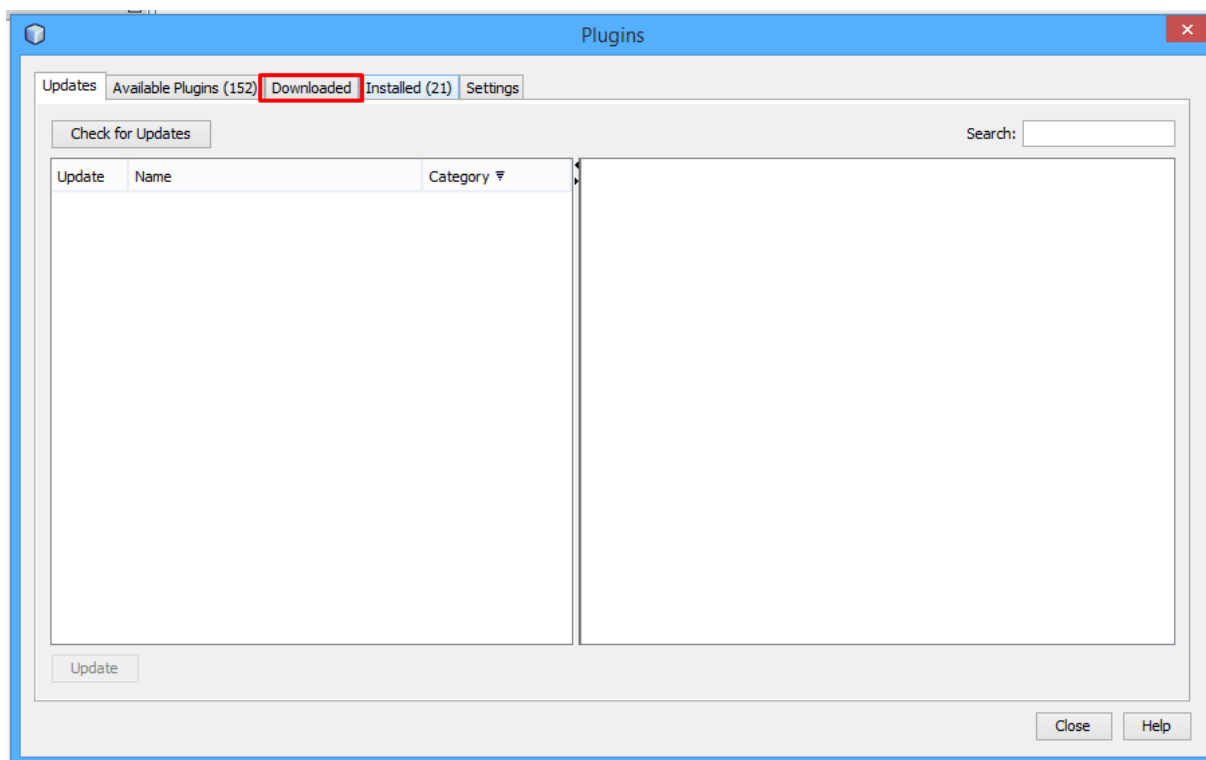 Plugins
Updates Available Plugins (152) Downloaded Installed (21) Settings
Check for Updates Search:
Update Name Category
Update
Close Help